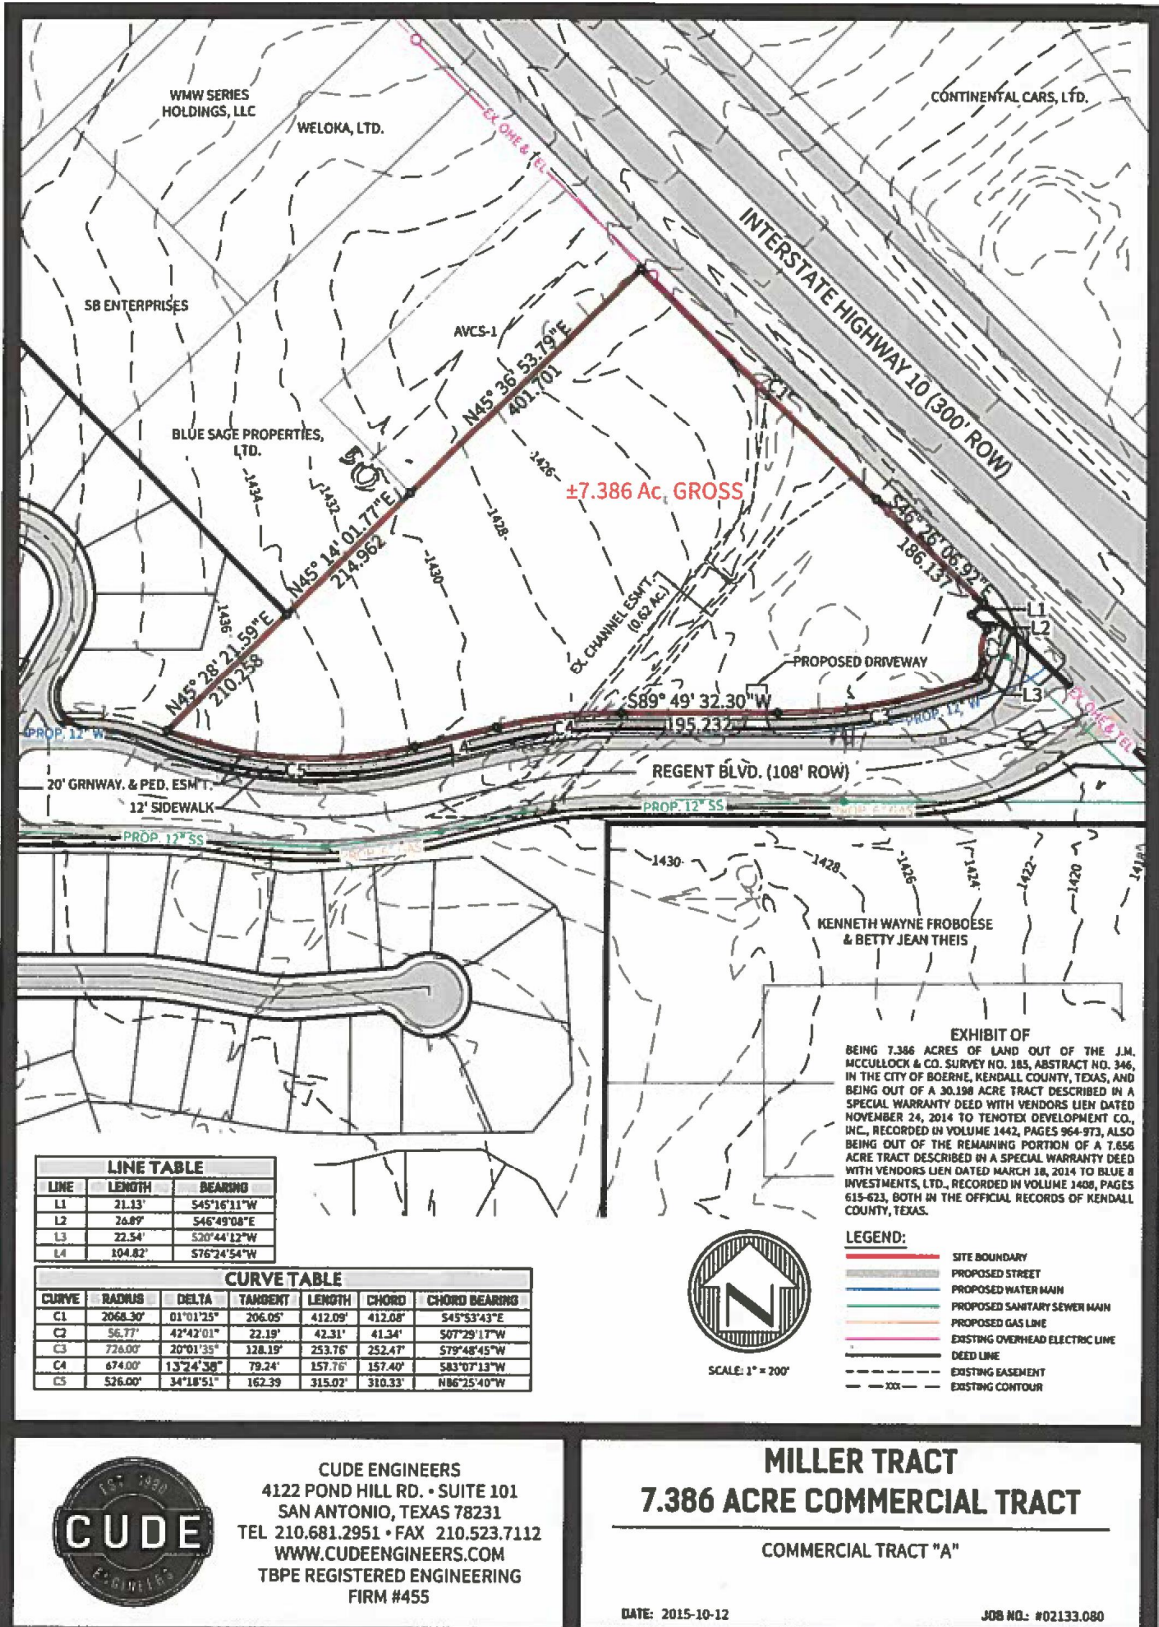 WMW SERIES
HOLDINGS, LLC
WELOKA, LTD.
CONTINENTAL CARS, LTD.
EX. OHE & TEL
INTERSTATE HIGHWAY 10 (300' ROW)
SB ENTERPRISES
AVCS-1
N45° 36' 53.79"E
401.701
C1
BLUE SAGE PROPERTIES,
LTD.
1434
1432
1426
1428
1430
1436
±7.386 Ac. GROSS
N45° 14' 01.77"E
214.962
S46° 26' 06.92"E
186.137
L1
L2
C2
L3
EX. CHANNEL ESM'T.
(0.62 Ac.)
N45° 28' 21.59"E
210.258
PROPOSED DRIVEWAY
S89° 49' 32.30"W
195.232
C3
C4
C5
PROP. 12" W
PROP. 12" W
EX. OHE & TEL
20' GRNWAY. & PED. ESM'T.
12' SIDEWALK
REGENT BLVD. (108' ROW)
PROP. 12" SS
PROP. 12" SS
1430
1428
1426
1424
1422
1420
1418
KENNETH WAYNE FROBOESE
& BETTY JEAN THEIS
EXHIBIT OF
BEING 7.386 ACRES OF LAND OUT OF THE J.M.
MCCULLOCK & CO. SURVEY NO. 185, ABSTRACT NO. 346,
IN THE CITY OF BOERNE, KENDALL COUNTY, TEXAS, AND
BEING OUT OF A 30.198 ACRE TRACT DESCRIBED IN A
SPECIAL WARRANTY DEED WITH VENDORS LIEN DATED
NOVEMBER 24, 2014 TO TENOTEX DEVELOPMENT CO.,
INC., RECORDED IN VOLUME 1442, PAGES 964-973, ALSO
BEING OUT OF THE REMAINING PORTION OF A 7.656
ACRE TRACT DESCRIBED IN A SPECIAL WARRANTY DEED
WITH VENDORS LIEN DATED MARCH 18, 2014 TO BLUE 8
INVESTMENTS, LTD., RECORDED IN VOLUME 1408, PAGES
615-623, BOTH IN THE OFFICIAL RECORDS OF KENDALL
COUNTY, TEXAS.
LINE TABLE
LINE LENGTH BEARING
L1 21.13' S45°16'11"W
L2 26.89' S46°49'08"E
L3 22.54' S20°44'12"W
L4 104.82' S76°24'54"W
CURVE TABLE
CURVE RADIUS DELTA TANGENT LENGTH CHORD CHORD BEARING
C1 2068.30' 01°01'25" 206.05' 412.09' 412.08' S45°53'43"E
C2 56.77' 42°42'01" 22.19' 42.31' 41.34' S07°29'17"W
C3 726.00' 20°01'35" 128.19' 253.76' 252.47' S79°48'45"W
C4 674.00' 13°24'38" 79.24' 157.76' 157.40' S83°07'13"W
C5 526.00' 34°18'51" 162.39 315.02' 310.33' N86°25'40"W
N
SCALE: 1" = 200'
LEGEND:
SITE BOUNDARY
PROPOSED STREET
PROPOSED WATER MAIN
PROPOSED SANITARY SEWER MAIN
PROPOSED GAS LINE
EXISTING OVERHEAD ELECTRIC LINE
DEED LINE
EXISTING EASEMENT
XXX EXISTING CONTOUR
EST 1980
CUDE
ENGINEERS
CUDE ENGINEERS
4122 POND HILL RD. • SUITE 101
SAN ANTONIO, TEXAS 78231
TEL 210.681.2951 • FAX 210.523.7112
WWW.CUDEENGINEERS.COM
TBPE REGISTERED ENGINEERING
FIRM #455
MILLER TRACT
7.386 ACRE COMMERCIAL TRACT
COMMERCIAL TRACT "A"
DATE: 2015-10-12
JOB NO.: #02133.080